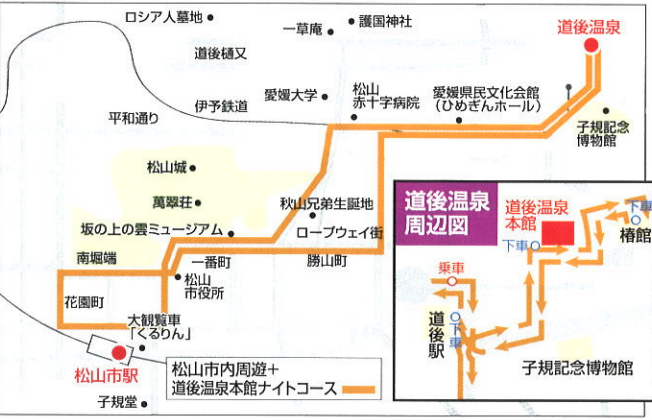 ロシア人墓地
一草庵
護国神社
道後温泉
道後樋又
愛媛大学
松山
赤十字病院
愛媛県民文化会館
（ひめぎんホール）
伊予鉄道
平和通り
子規記念
博物館
松山城
萬翠荘
秋山兄弟生誕地
坂の上の雲ミュージアム
ロープウェイ街
南堀端
一番町
勝山町
松山
市役所
花園町
大観覧車
「くるりん」
松山市駅
子規堂
松山市内周遊＋
道後温泉本館ナイトコース
道後温泉
周辺図
道後温泉
本館
下車
椿館
下車
乗車
道後駅
下車
子規記念博物館